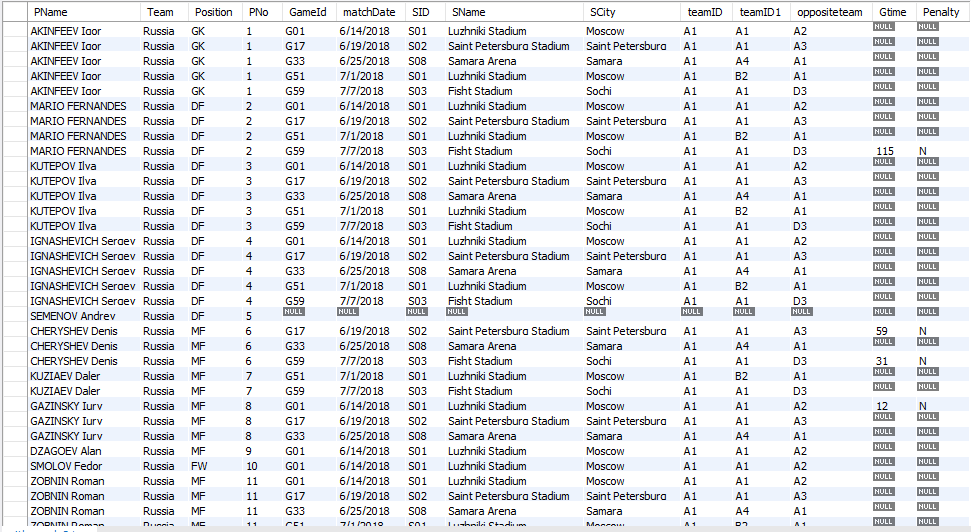 PName Team Position PNo GameId matchDate SID SName SCity teamID teamID1 oppositeteam Gtime Penalty
AKINFEEV Igor Russia GK 1 G01 6/14/2018 S01 Luzhniki Stadium Moscow A1 A1 A2 NULL NULL
AKINFEEV Igor Russia GK 1 G17 6/19/2018 S02 Saint Petersburg Stadium Saint Petersburg A1 A1 A3 NULL NULL
AKINFEEV Igor Russia GK 1 G33 6/25/2018 S08 Samara Arena Samara A1 A4 A1 NULL NULL
AKINFEEV Igor Russia GK 1 G51 7/1/2018 S01 Luzhniki Stadium Moscow A1 B2 A1 NULL NULL
AKINFEEV Igor Russia GK 1 G59 7/7/2018 S03 Fisht Stadium Sochi A1 A1 D3 NULL NULL
MARIO FERNANDES Russia DF 2 G01 6/14/2018 S01 Luzhniki Stadium Moscow A1 A1 A2 NULL NULL
MARIO FERNANDES Russia DF 2 G17 6/19/2018 S02 Saint Petersburg Stadium Saint Petersburg A1 A1 A3 NULL NULL
MARIO FERNANDES Russia DF 2 G51 7/1/2018 S01 Luzhniki Stadium Moscow A1 B2 A1 NULL NULL
MARIO FERNANDES Russia DF 2 G59 7/7/2018 S03 Fisht Stadium Sochi A1 A1 D3 115 N
KUTEPOV Ilya Russia DF 3 G01 6/14/2018 S01 Luzhniki Stadium Moscow A1 A1 A2 NULL NULL
KUTEPOV Ilya Russia DF 3 G17 6/19/2018 S02 Saint Petersburg Stadium Saint Petersburg A1 A1 A3 NULL NULL
KUTEPOV Ilya Russia DF 3 G33 6/25/2018 S08 Samara Arena Samara A1 A4 A1 NULL NULL
KUTEPOV Ilya Russia DF 3 G51 7/1/2018 S01 Luzhniki Stadium Moscow A1 B2 A1 NULL NULL
KUTEPOV Ilya Russia DF 3 G59 7/7/2018 S03 Fisht Stadium Sochi A1 A1 D3 NULL NULL
IGNASHEVICH Sergey Russia DF 4 G01 6/14/2018 S01 Luzhniki Stadium Moscow A1 A1 A2 NULL NULL
IGNASHEVICH Sergey Russia DF 4 G17 6/19/2018 S02 Saint Petersburg Stadium Saint Petersburg A1 A1 A3 NULL NULL
IGNASHEVICH Sergey Russia DF 4 G33 6/25/2018 S08 Samara Arena Samara A1 A4 A1 NULL NULL
IGNASHEVICH Sergey Russia DF 4 G51 7/1/2018 S01 Luzhniki Stadium Moscow A1 B2 A1 NULL NULL
IGNASHEVICH Sergey Russia DF 4 G59 7/7/2018 S03 Fisht Stadium Sochi A1 A1 D3 NULL NULL
SEMENOV Andrey Russia DF 5 NULL NULL NULL NULL NULL NULL NULL NULL NULL NULL
CHERYSHEV Denis Russia MF 6 G17 6/19/2018 S02 Saint Petersburg Stadium Saint Petersburg A1 A1 A3 59 N
CHERYSHEV Denis Russia MF 6 G33 6/25/2018 S08 Samara Arena Samara A1 A4 A1 NULL NULL
CHERYSHEV Denis Russia MF 6 G59 7/7/2018 S03 Fisht Stadium Sochi A1 A1 D3 31 N
KUZIAEV Daler Russia MF 7 G51 7/1/2018 S01 Luzhniki Stadium Moscow A1 B2 A1 NULL NULL
KUZIAEV Daler Russia MF 7 G59 7/7/2018 S03 Fisht Stadium Sochi A1 A1 D3 NULL NULL
GAZINSKY Iury Russia MF 8 G01 6/14/2018 S01 Luzhniki Stadium Moscow A1 A1 A2 12 N
GAZINSKY Iury Russia MF 8 G17 6/19/2018 S02 Saint Petersburg Stadium Saint Petersburg A1 A1 A3 NULL NULL
GAZINSKY Iury Russia MF 8 G33 6/25/2018 S08 Samara Arena Samara A1 A4 A1 NULL NULL
DZAGOEV Alan Russia MF 9 G01 6/14/2018 S01 Luzhniki Stadium Moscow A1 A1 A2 NULL NULL
SMOLOV Fedor Russia FW 10 G01 6/14/2018 S01 Luzhniki Stadium Moscow A1 A1 A2 NULL NULL
ZOBNIN Roman Russia MF 11 G01 6/14/2018 S01 Luzhniki Stadium Moscow A1 A1 A2 NULL NULL
ZOBNIN Roman Russia MF 11 G17 6/19/2018 S02 Saint Petersburg Stadium Saint Petersburg A1 A1 A3 NULL NULL
ZOBNIN Roman Russia MF 11 G33 6/25/2018 S08 Samara Arena Samara A1 A4 A1 NULL NULL
ZOBNIN Roman Russia MF 11 G51 7/1/2018 S01 Luzhniki Stadium Moscow A1 B2 A1 NULL NULL